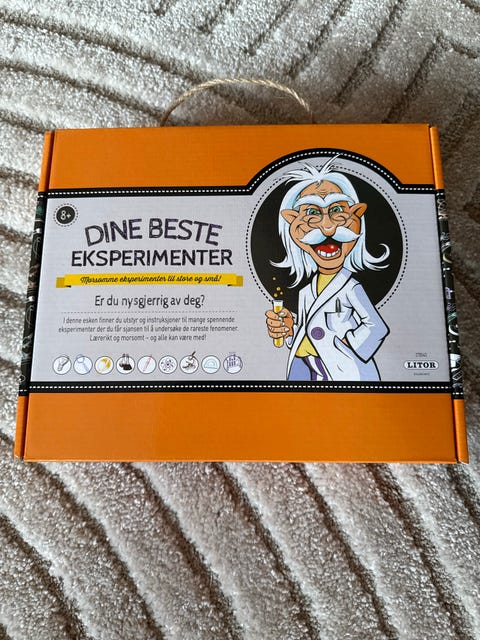 8+
DINE BESTE
EKSPERIMENTER
Morsomme eksperimenter til store og små!
Er du nysgjerrig av deg?
I denne esken finner du utstyr og instruksjoner til mange spennende
eksperimenter der du får sjansen til å undersøke de rareste fenomener.
Lærerikt og morsomt – og alle kan være med!
LITOR